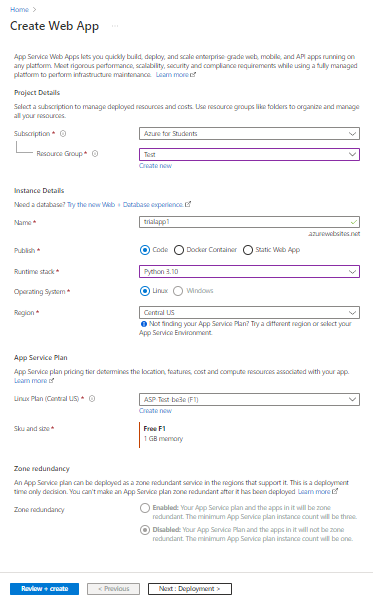 Home >
Create Web App ...
App Service Web Apps lets you quickly build, deploy, and scale enterprise-grade web, mobile, and API apps running on
any platform. Meet rigorous performance, scalability, security and compliance requirements while using a fully managed
platform to perform infrastructure maintenance. Learn more
Project Details
Select a subscription to manage deployed resources and costs. Use resource groups like folders to organize and manage
all your resources.
Subscription *
Azure for Students
Resource Group *
Test
Create new
Instance Details
Need a database? Try the new Web + Database experience.
Name *
trialapp1
.azurewebsites.net
Publish *
Code Docker Container Static Web App
Runtime stack *
Python 3.10
Operating System *
Linux Windows
Region *
Central US
Not finding your App Service Plan? Try a different region or select your
App Service Environment.
App Service Plan
App Service plan pricing tier determines the location, features, cost and compute resources associated with your app.
Learn more
Linux Plan (Central US) *
ASP-Test-be3e (F1)
Create new
Sku and size *
Free F1
1 GB memory
Zone redundancy
An App Service plan can be deployed as a zone redundant service in the regions that support it. This is a deployment
time only decision. You can't make an App Service plan zone redundant after it has been deployed Learn more
Zone redundancy
Enabled: Your App Service plan and the apps in it will be zone
redundant. The minimum App Service plan instance count will be three.
Disabled: Your App Service Plan and the apps in it will not be zone
redundant. The minimum App Service plan instance count will be one.
Review + create
< Previous
Next : Deployment >